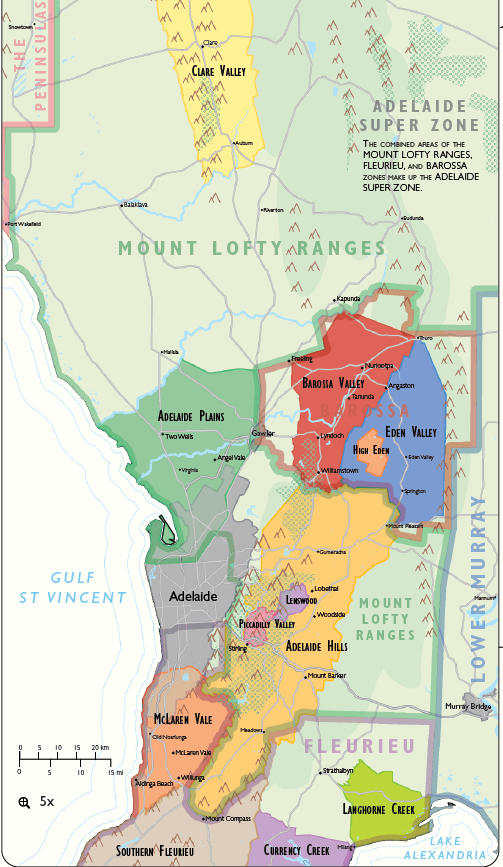 Snowtown
THE
PENINSULAS
Clare
CLARE VALLEY
ADELAIDE
SUPER ZONE
THE COMBINED AREAS OF THE
MOUNT LOFTY RANGES,
FLEURIEU, AND BAROSSA
ZONES MAKE UP THE ADELAIDE
SUPER ZONE.
Auburn
Balaklava
Riverton
Eudunda
Port Wakefield
MOUNT LOFTY RANGES
Kapunda
Truro
Mallala
Freeling
Nuriootpa
BAROSSA VALLEY
Angaston
Tanunda
BAROSSA
ADELAIDE PLAINS
Two Wells
Gawler
Lyndoch
EDEN VALLEY
HIGH EDEN
Angel Vale
Eden Valley
Virginia
Williamstown
Springton
Mount Pleasant
LOWER MURRAY
Gumeracha
GULF
ST VINCENT
Adelaide
Lobethal
LENSWOOD
Woodside
MOUNT
LOFTY
RANGES
Mannum
PICCADILLY VALLEY
Stirling
ADELAIDE HILLS
Mount Barker
Murray Bridge
MCLAREN VALE
Old Noarlunga
Meadows
FLEURIEU
0 5 10 15 20 km
0 5 10 15 mi
McLaren Vale
Willunga
Aldinga Beach
Strathalbyn
5x
Mount Compass
LANGHORNE CREEK
Milang
SOUTHERN FLEURIEU
CURRENCY CREEK
LAKE
ALEXANDRIA